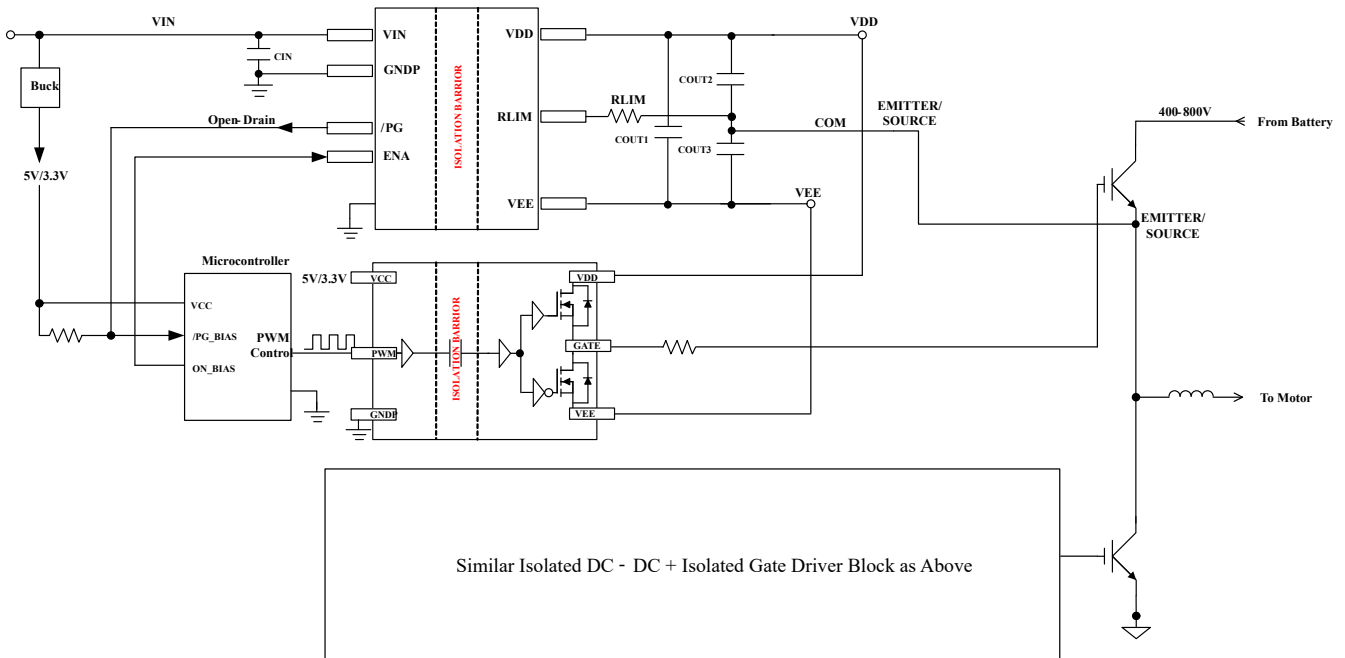 VIN
VIN
CIN
GNDP
Buck
Open-Drain
/PG
ENA
5V/3.3V
ISOLATION BARRIOR
VDD
RLIM
VEE
RLIM
COUT1
COUT2
COUT3
VDD
COM
EMITTER/
SOURCE
VEE
400-800V
From Battery
EMITTER/
SOURCE
Microcontroller
VCC
/PG_BIAS
ON_BIAS
PWM
Control
5V/3.3V
VCC
PWM
GNDP
ISOLATION BARRIOR
VDD
GATE
VEE
To Motor
Similar Isolated DC - DC + Isolated Gate Driver Block as Above